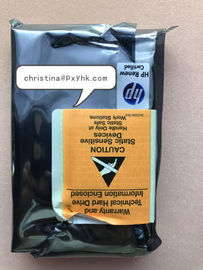 christina@pxyhk.com
HP Renew
Certified
hp
Warranty and
Technical Hard Drive
Information Enclosed
CAUTION
Static Sensitive
Devices
Handle Only at
Static Safe
Work Stations